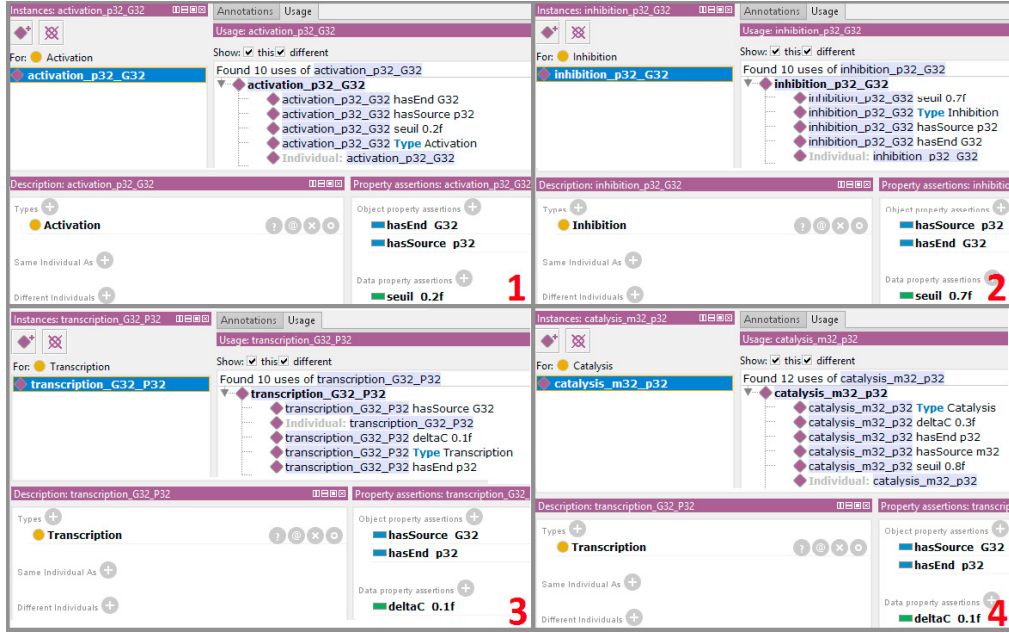 Instances: activation_p32_G32
Annotations Usage
Usage: activation_p32_G32
Show: this different
For: Activation
activation_p32_G32
Found 10 uses of activation_p32_G32
activation_p32_G32
activation_p32_G32 hasEnd G32
activation_p32_G32 hasSource p32
activation_p32_G32 seuil 0.2f
activation_p32_G32 Type Activation
Individual: activation_p32_G32
Description: activation_p32_G32
Property assertions: activation_p32_G32
Types
Activation
Same Individual As
Different Individuals
Object property assertions
hasEnd G32
hasSource p32
Data property assertions
seuil 0.2f
1
Instances: inhibition_p32_G32
Annotations Usage
Usage: inhibition_p32_G32
Show: this different
For: Inhibition
inhibition_p32_G32
Found 10 uses of inhibition_p32_G32
inhibition_p32_G32
inhibition_p32_G32 seuil 0.7f
inhibition_p32_G32 Type Inhibition
inhibition_p32_G32 hasSource p32
inhibition_p32_G32 hasEnd G32
Individual: inhibition_p32_G32
Description: inhibition_p32_G32
Property assertions: inhibitio
Types
Inhibition
Same Individual As
Different Individuals
Object property assertions
hasSource p32
hasEnd G32
Data property assertions
seuil 0.7f
2
Instances: transcription_G32_P32
Annotations Usage
Usage: transcription_G32_P32
Show: this different
For: Transcription
transcription_G32_P32
Found 10 uses of transcription_G32_P32
transcription_G32_P32
transcription_G32_P32 hasSource G32
Individual: transcription_G32_P32
transcription_G32_P32 deltaC 0.1f
transcription_G32_P32 Type Transcription
transcription_G32_P32 hasEnd p32
Description: transcription_G32_P32
Property assertions: transcription_G32_
Types
Transcription
Same Individual As
Different Individuals
Object property assertions
hasSource G32
hasEnd p32
Data property assertions
deltaC 0.1f
3
Instances: catalysis_m32_p32
Annotations Usage
Usage: catalysis_m32_p32
Show: this different
For: Catalysis
catalysis_m32_p32
Found 12 uses of catalysis_m32_p32
catalysis_m32_p32
catalysis_m32_p32 Type Catalysis
catalysis_m32_p32 deltaC 0.3f
catalysis_m32_p32 hasEnd p32
catalysis_m32_p32 hasSource m32
catalysis_m32_p32 seuil 0.8f
Individual: catalysis_m32_p32
Description: transcription_G32_P32
Property assertions: transcrip
Types
Transcription
Same Individual As
Different Individuals
Object property assertions
hasSource G32
hasEnd p32
Data property assertions
deltaC 0.1f
4